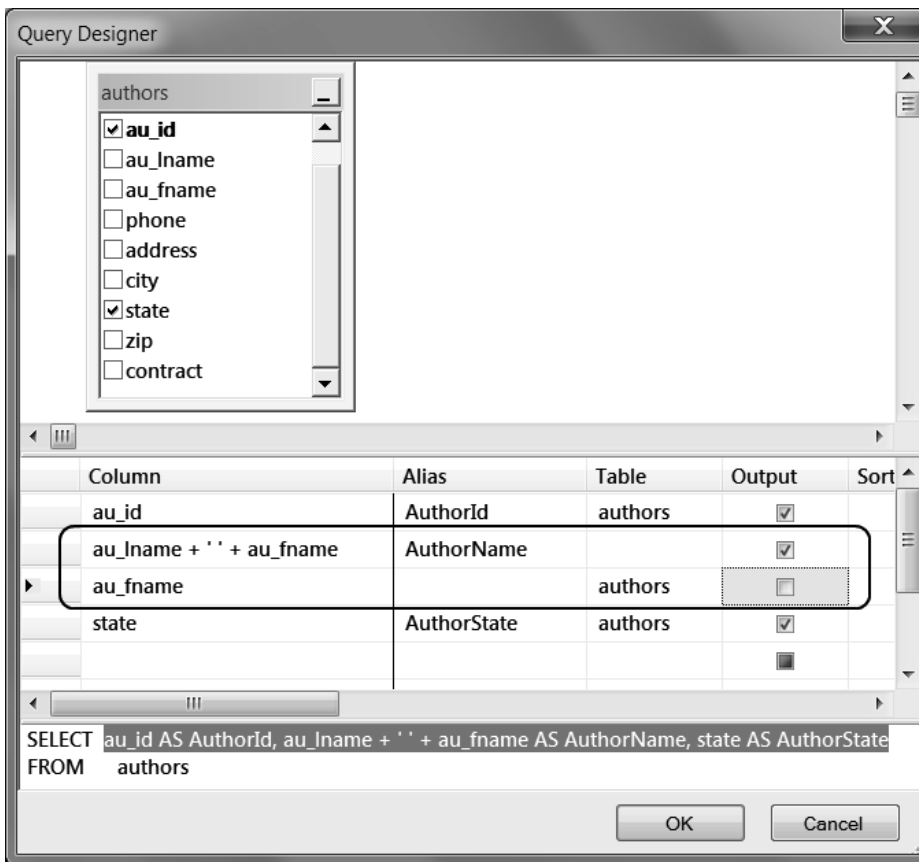 Query Designer
authors
au_id
au_lname
au_fname
phone
address
city
state
zip
contract
Column Alias Table Output Sort
au_id AuthorId authors
au_lname + ' ' + au_fname AuthorName
au_fname authors
state AuthorState authors
SELECT au_id AS AuthorId, au_lname + ' ' + au_fname AS AuthorName, state AS AuthorState
FROM authors
OK Cancel